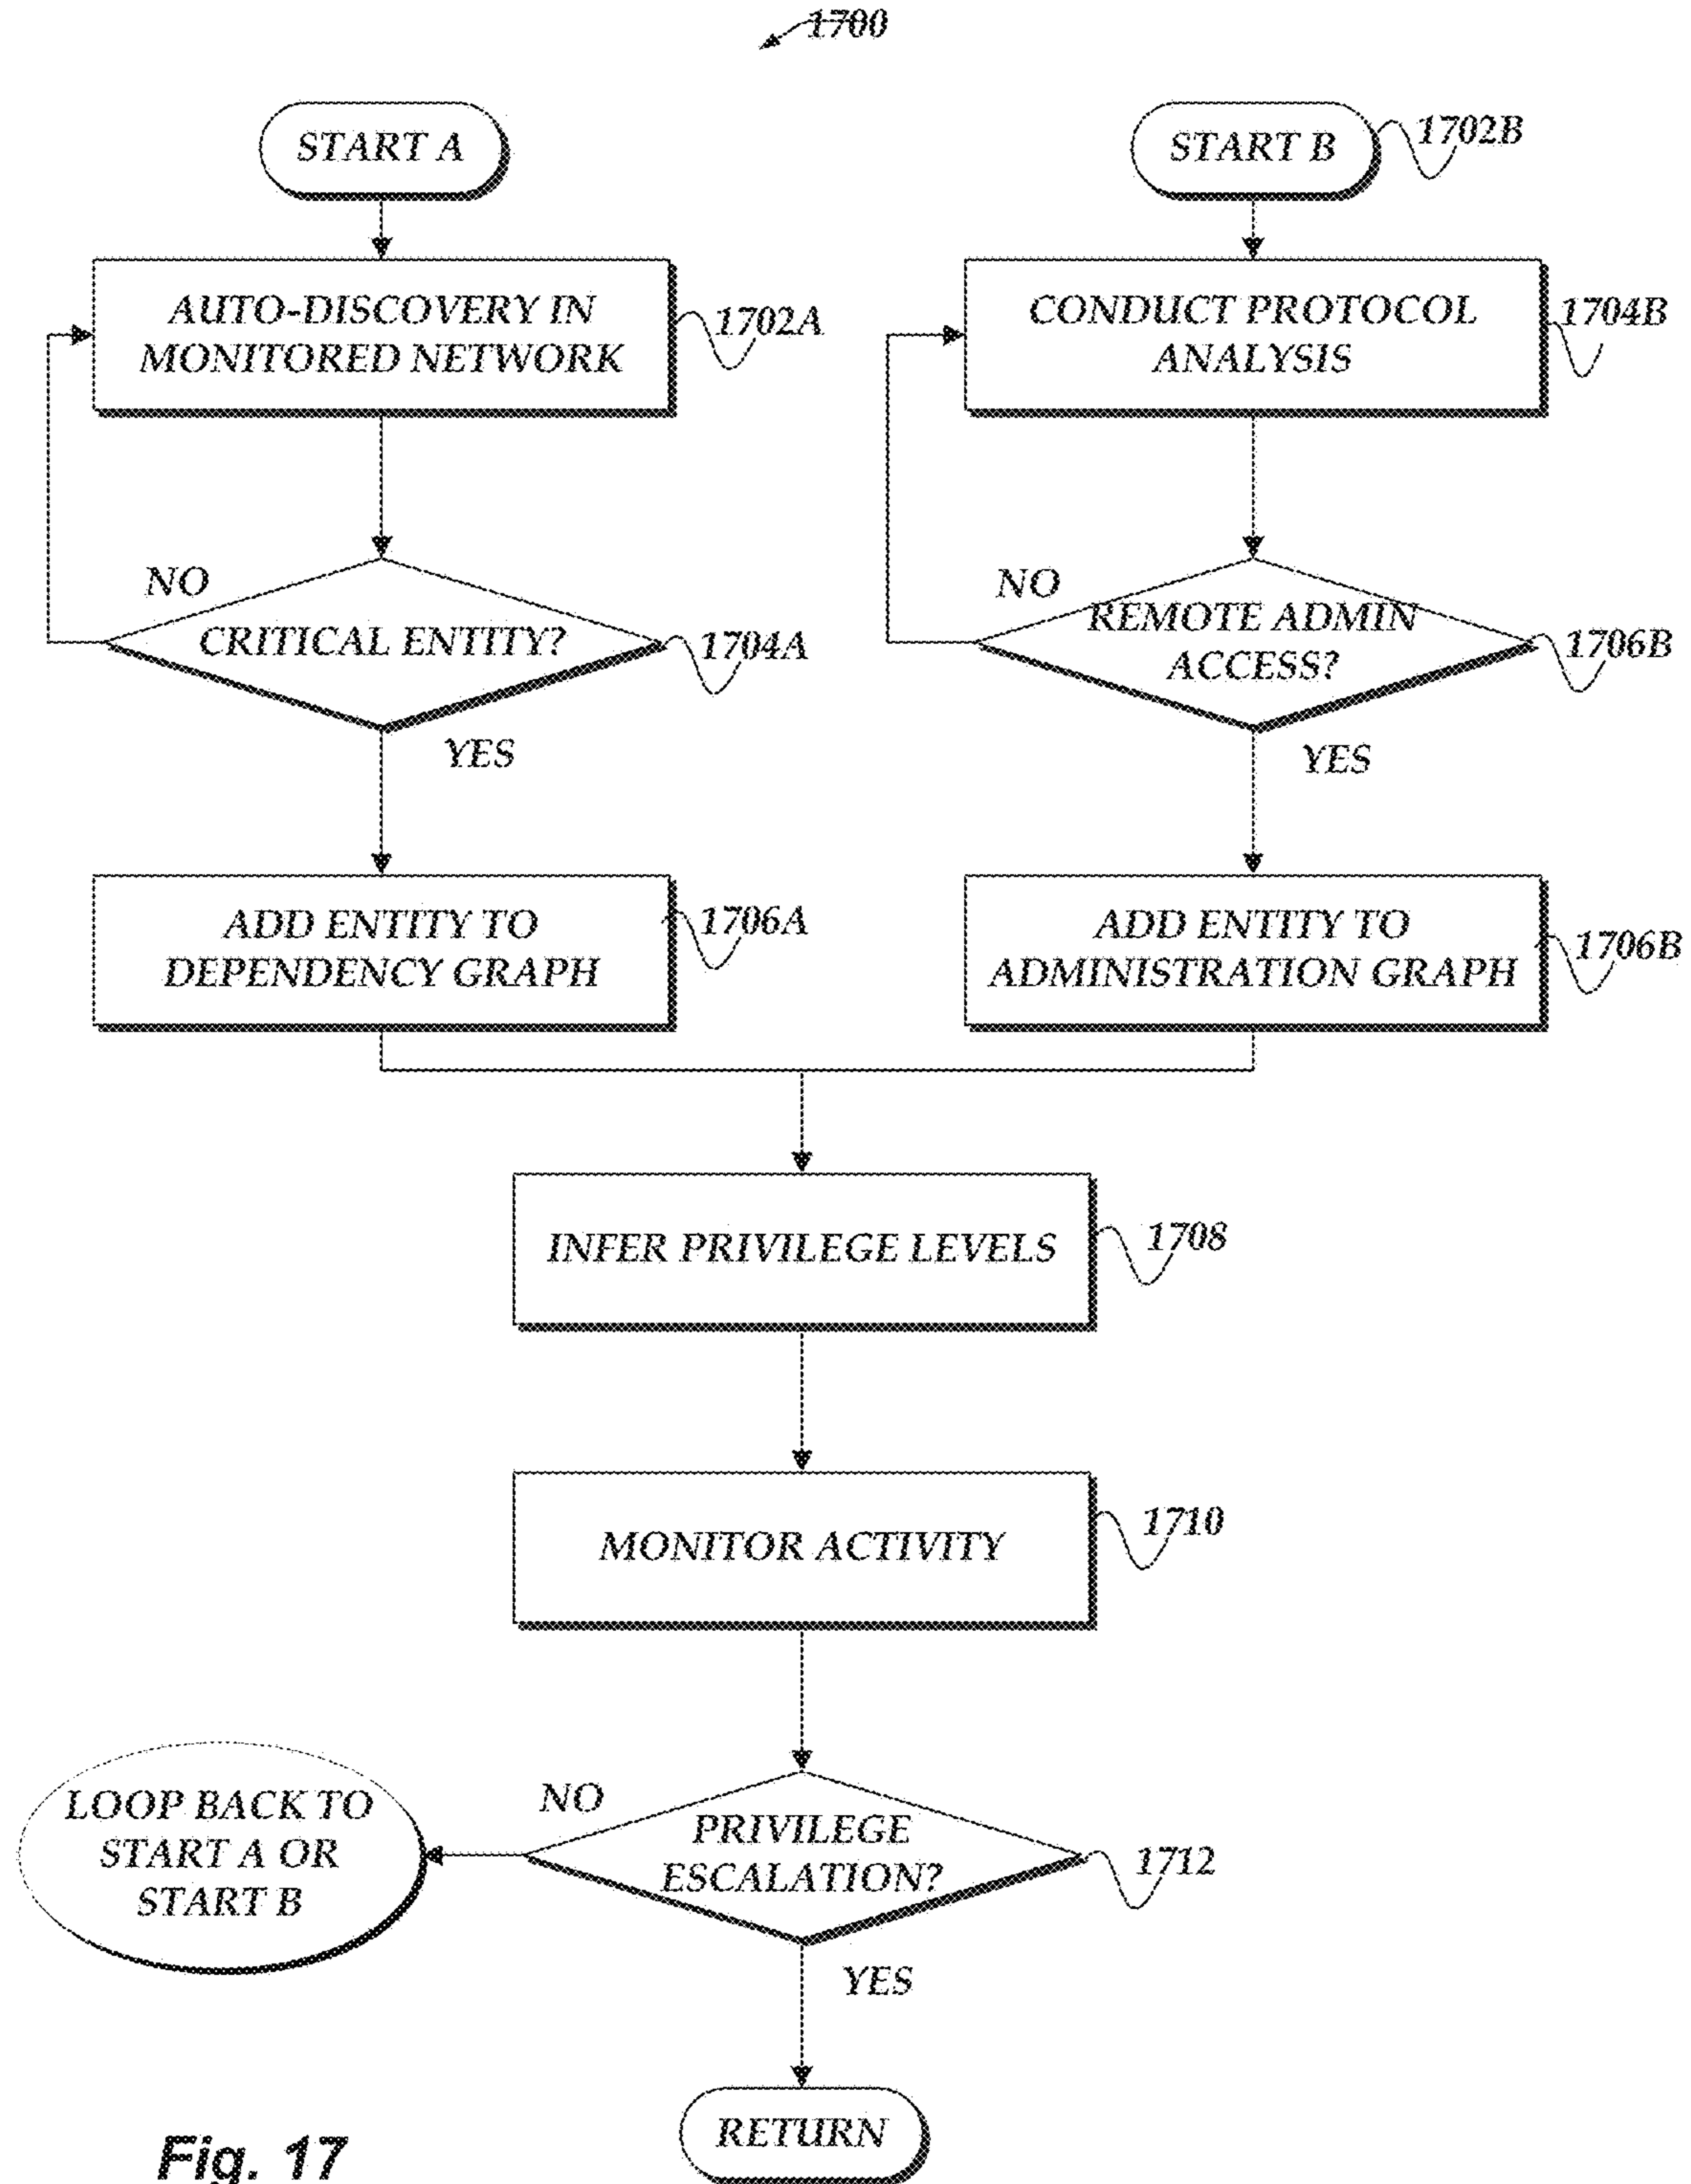 1700
START A
START B
1702B
AUTO-DISCOVERY IN
MONITORED NETWORK
1702A
CONDUCT PROTOCOL
ANALYSIS
1704B
NO
CRITICAL ENTITY?
1704A
YES
NO
REMOTE ADMIN
ACCESS?
1706B
YES
ADD ENTITY TO
DEPENDENCY GRAPH
1706A
ADD ENTITY TO
ADMINISTRATION GRAPH
1706B
INFER PRIVILEGE LEVELS
1708
MONITOR ACTIVITY
1710
LOOP BACK TO
START A OR
START B
NO
PRIVILEGE
ESCALATION?
1712
YES
RETURN
Fig. 17